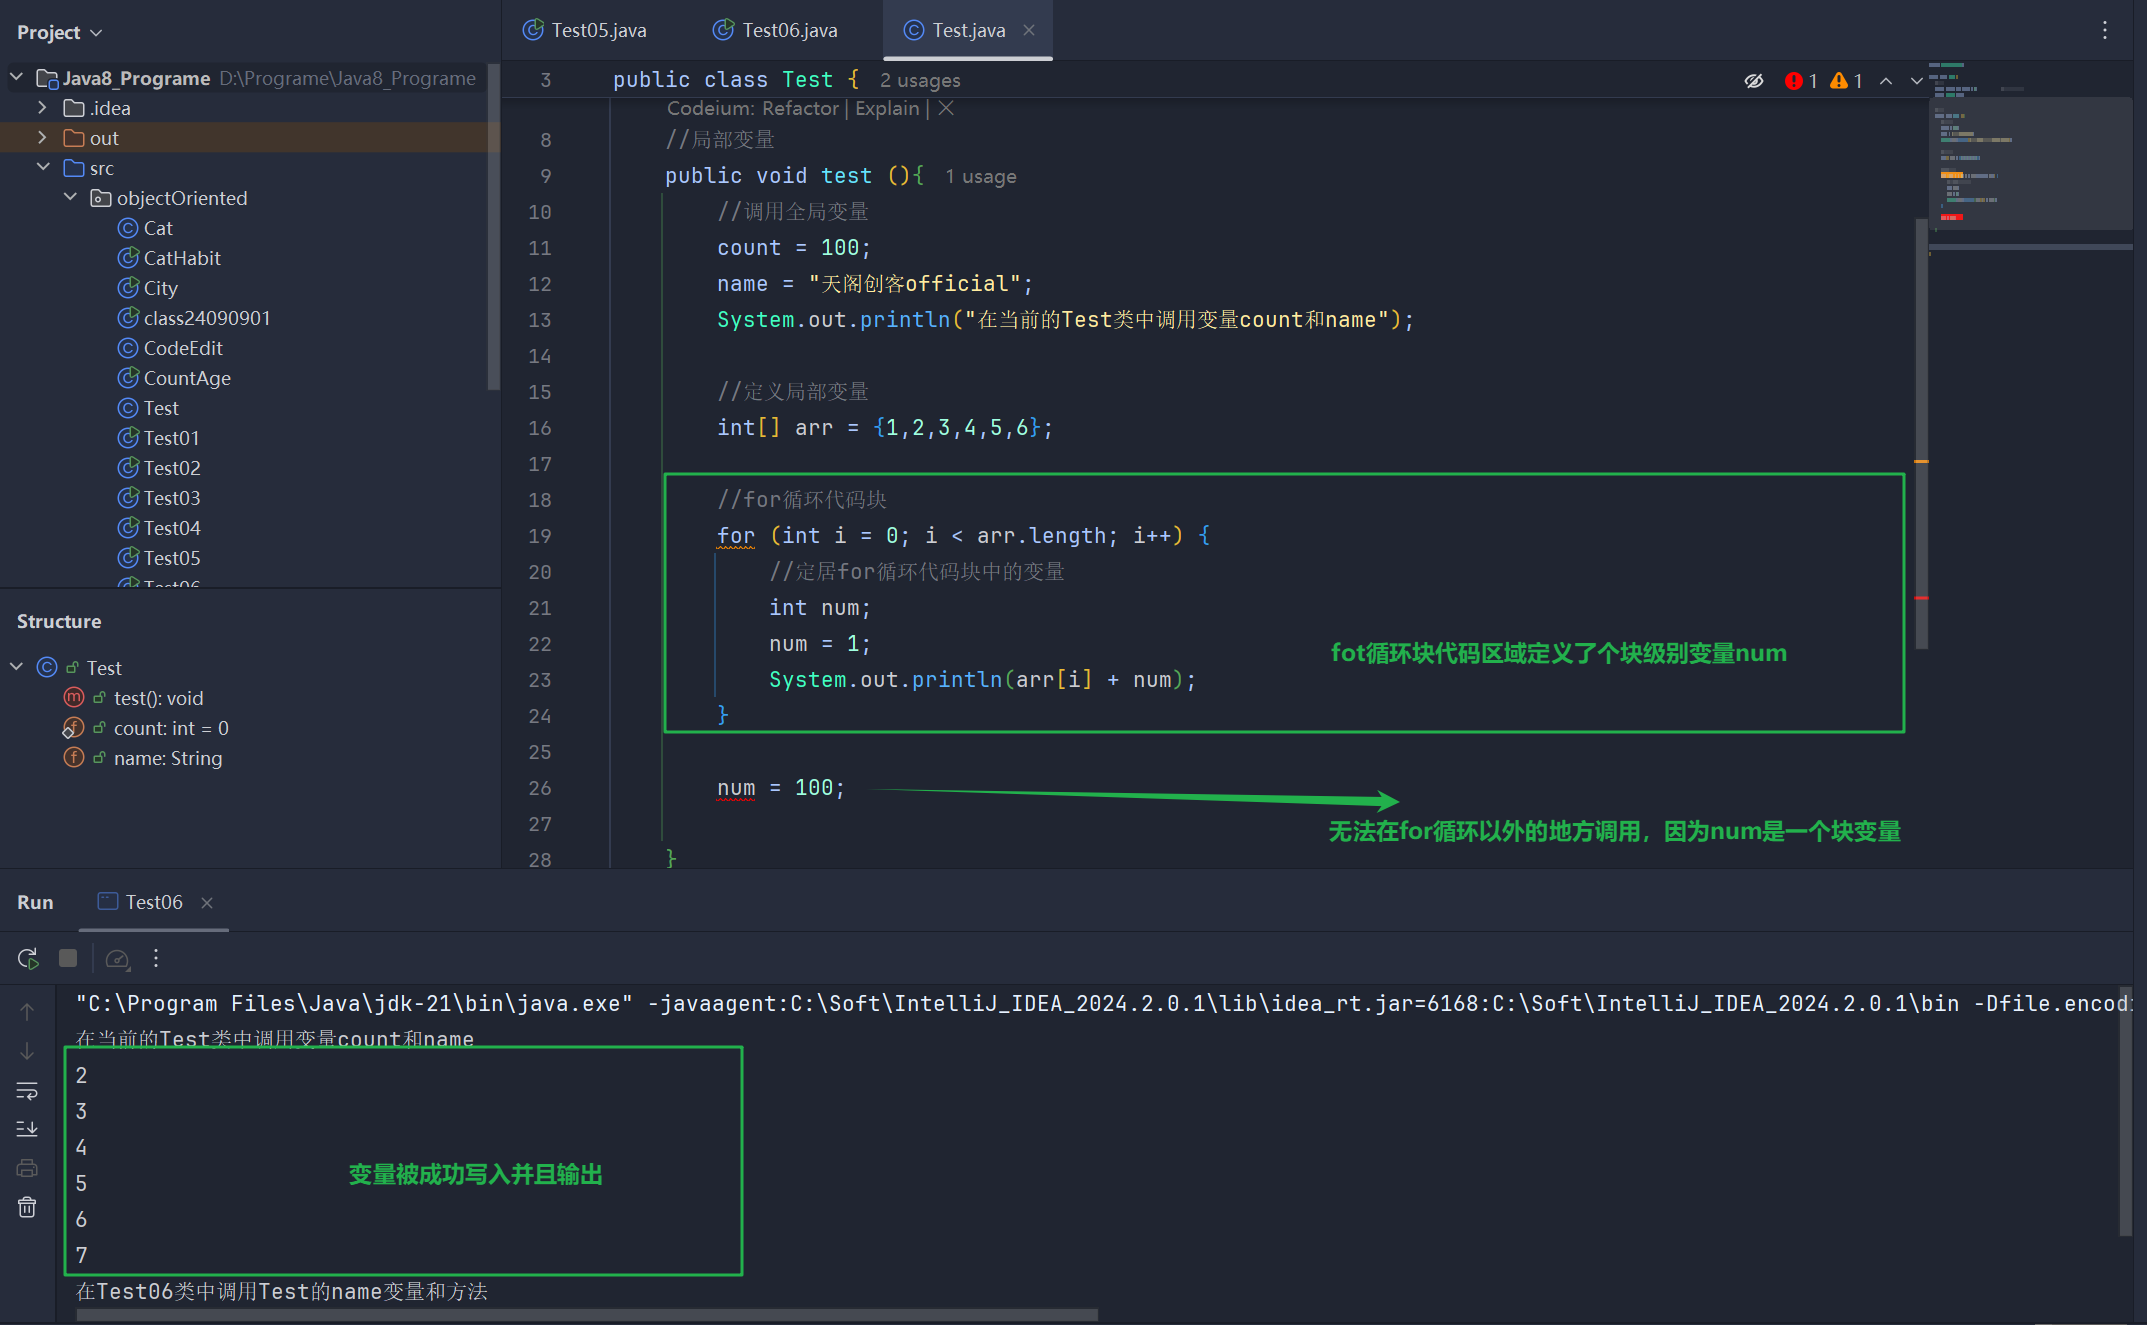 Project
Java8_Programe D:\Programe\Java8_Programe
.idea
out
src
objectOriented
Cat
CatHabit
City
class24090901
CodeEdit
CountAge
Test
Test01
Test02
Test03
Test04
Test05
Test06
Structure
Test
test(): void
count: int = 0
name: String
Test05.java
Test06.java
Test.java
3 public class Test { 2 usages
1 1
Codeium: Refactor | Explain |
8 //局部变量
9 public void test (){ 1 usage
10 //调用全局变量
11 count = 100;
12 name = "天阁创客official";
13 System.out.println("在当前的Test类中调用变量count和name");
14
15 //定义局部变量
16 int[] arr = {1,2,3,4,5,6};
17
18 //for循环代码块
19 for (int i = 0; i < arr.length; i++) {
20 //定居for循环代码块中的变量
21 int num;
22 num = 1;
23 System.out.println(arr[i] + num);
24 }
25
26 num = 100;
27
28 }
fot循环块代码区域定义了个块级别变量num
无法在for循环以外的地方调用，因为num是一个块变量
Run
Test06
"C:\Program Files\Java\jdk-21\bin\java.exe" -javaagent:C:\Soft\IntelliJ_IDEA_2024.2.0.1\lib\idea_rt.jar=6168:C:\Soft\IntelliJ_IDEA_2024.2.0.1\bin -Dfile.encodi
在当前的Test类中调用变量count和name
2
3
4
5
6
7
变量被成功写入并且输出
在Test06类中调用Test的name变量和方法